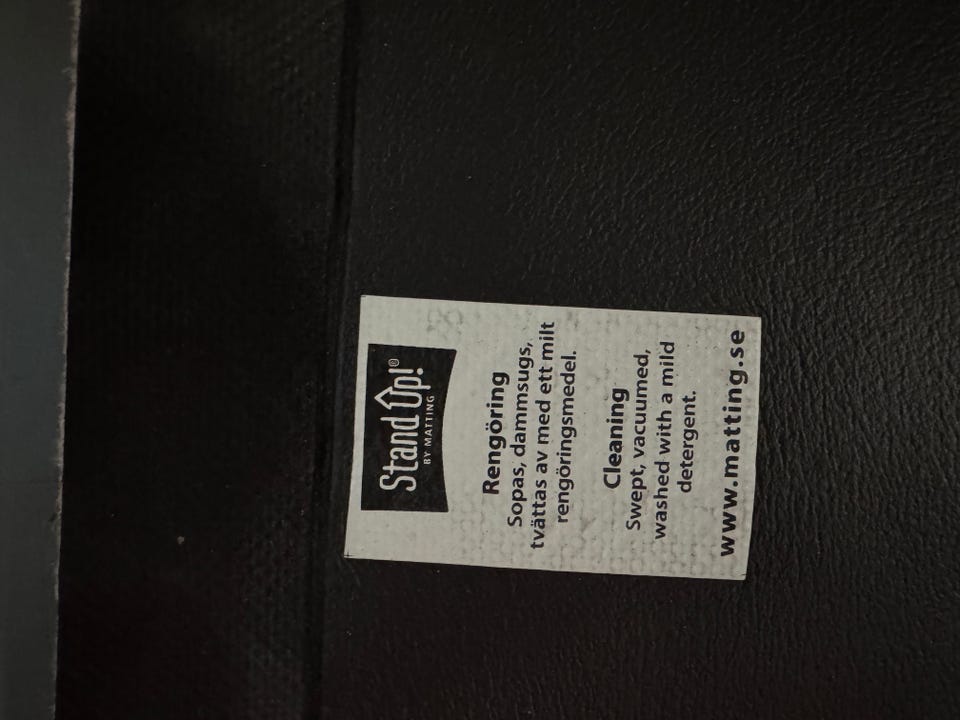 Stand Up!®
BY MATTING
Rengöring
Sopas, dammsugs,
tvättas av med ett milt
rengöringsmedel.
Cleaning
Swept, vacuumed,
washed with a mild
detergent.
www.matting.se